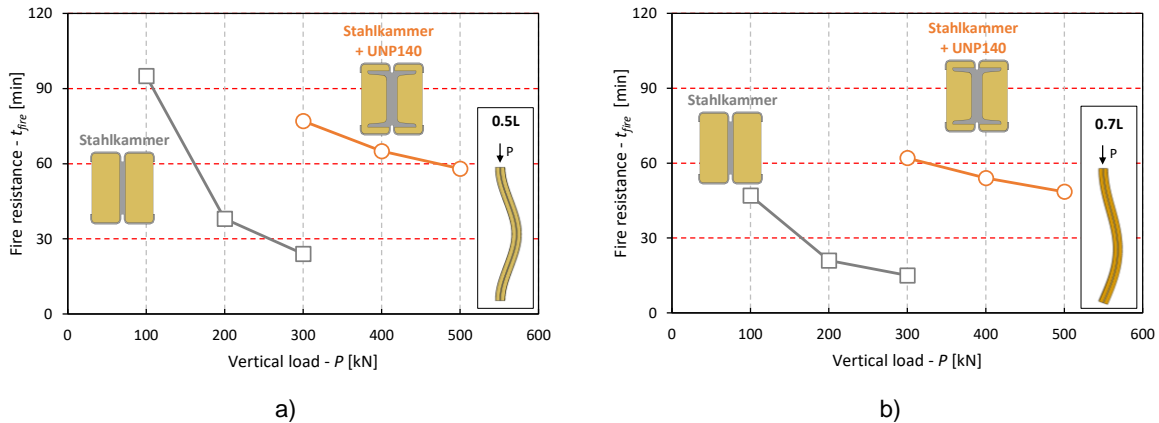 120
90
60
30
0
Fire resistance - t_fire [min]
Stahlkammer
+ UNP140
Stahlkammer
0.5L
P
0 100 200 300 400 500 600
Vertical load - P [kN]
a)
120
90
60
30
0
Fire resistance - t_fire [min]
Stahlkammer
+ UNP140
Stahlkammer
0.7L
P
0 100 200 300 400 500 600
Vertical load - P [kN]
b)